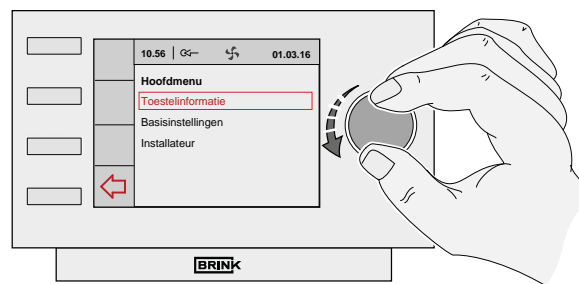 10.56 01.03.16
Hoofdmenu
Toestelinformatie
Basisinstellingen
Installateur
BRINK